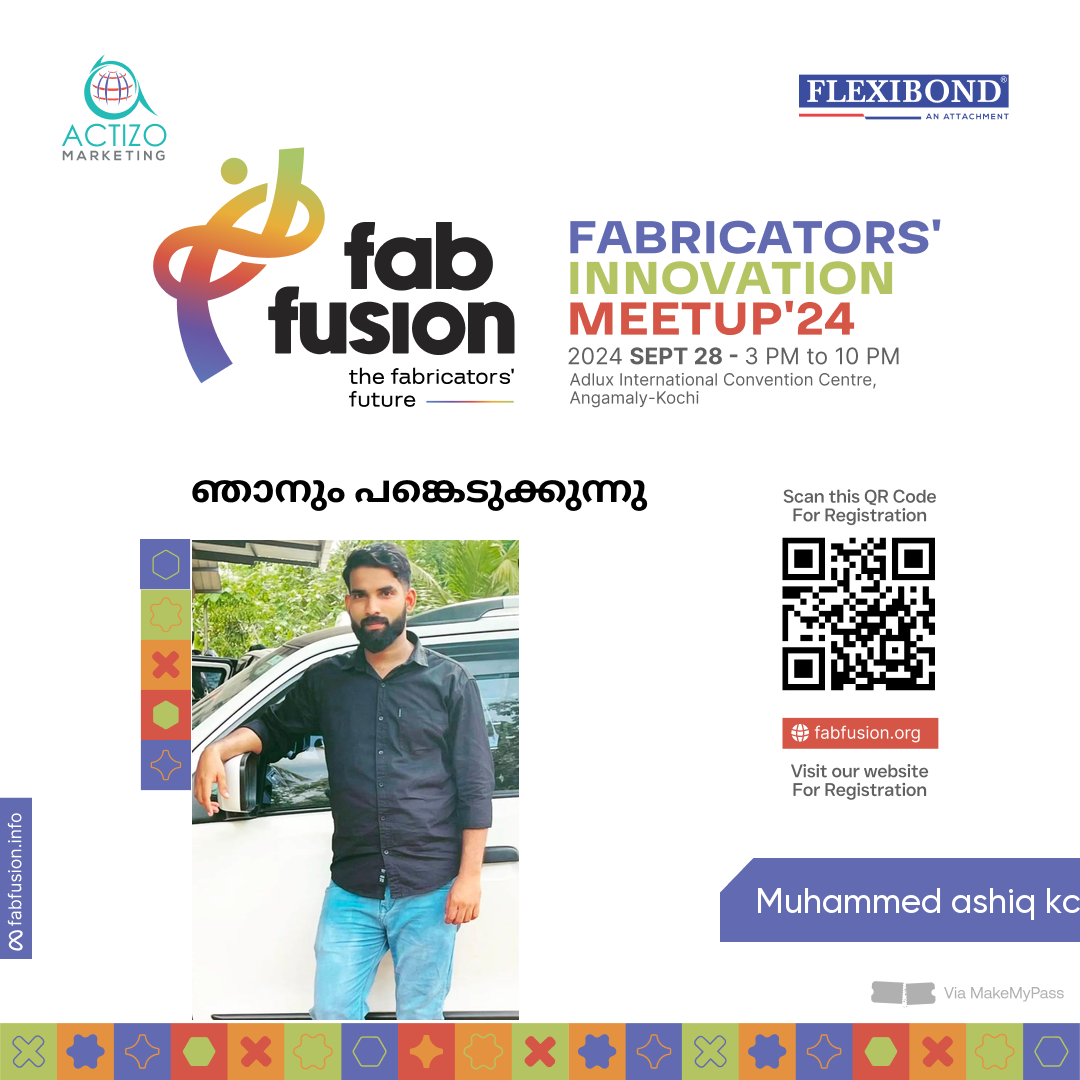 ACTIZO
MARKETING
FLEXIBOND®
AN ATTACHMENT
fab
fusion
the fabricators'
future
FABRICATORS'
INNOVATION
MEETUP'24
2024 SEPT 28 - 3 PM to 10 PM
Adlux International Convention Centre,
Angamaly-Kochi
ഞാനും പങ്കെടുക്കുന്നു
Scan this QR Code
For Registration
fabfusion.org
Visit our website
For Registration
fabfusion.info
Muhammed ashiq kc
Via MakeMyPass